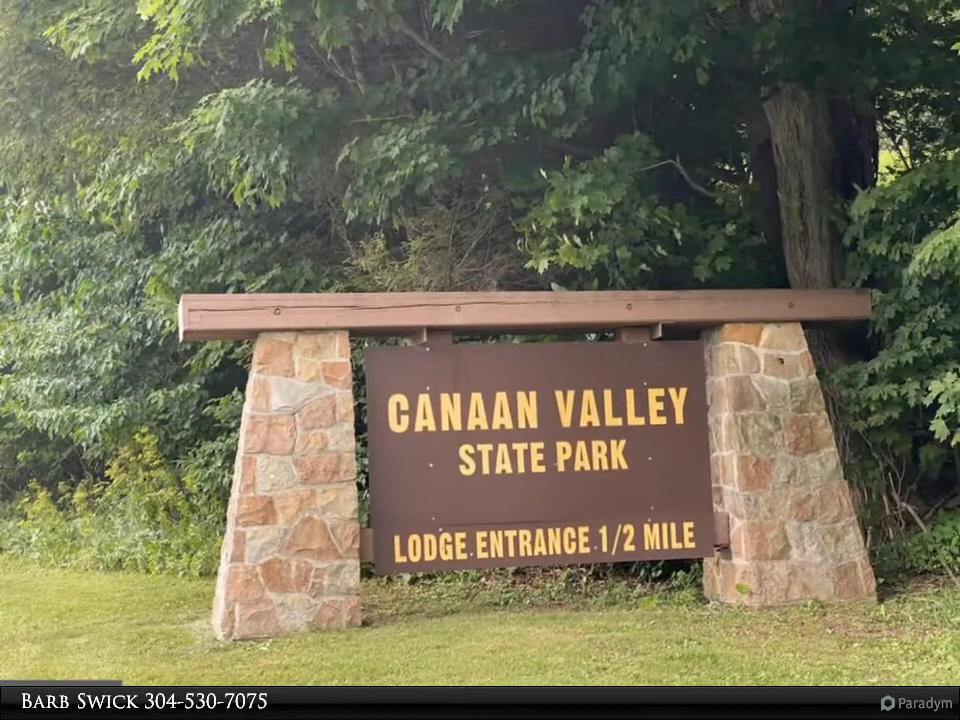 CANAAN VALLEY
STATE PARK
LODGE ENTRANCE 1/2 MILE
BARB SWICK 304-530-7075
Paradym